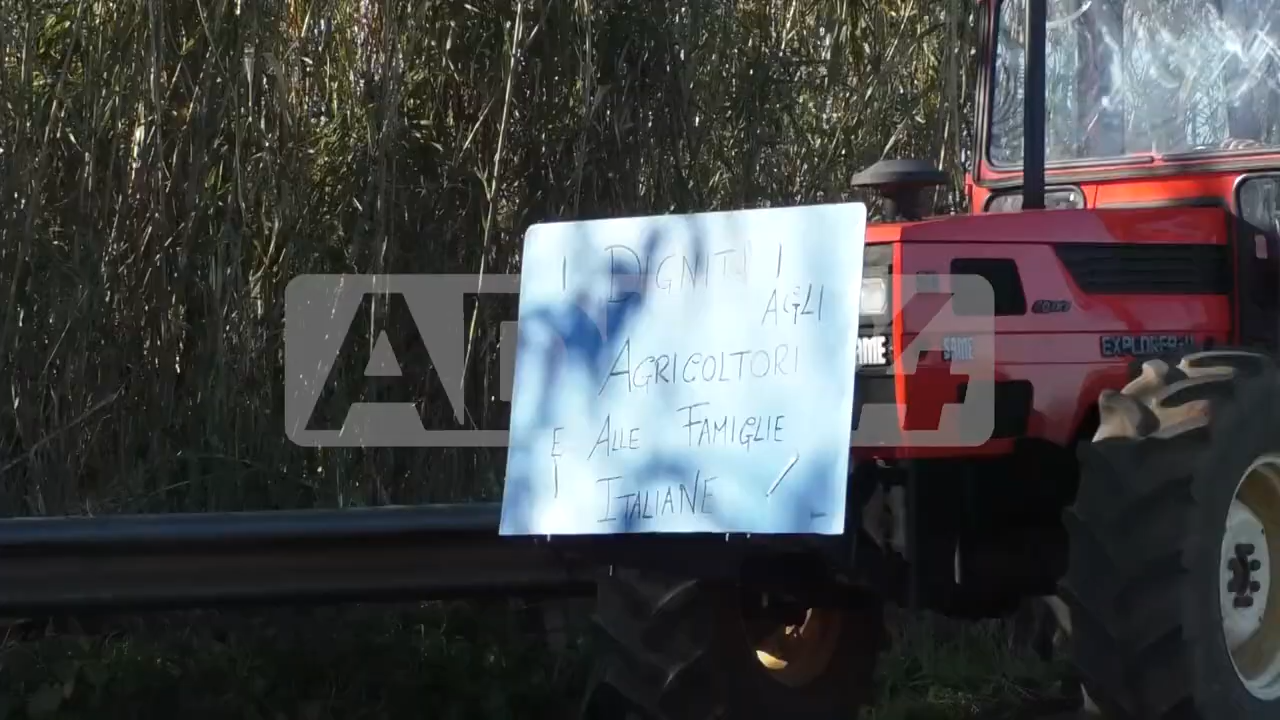 DIGNITÀ
AGLI
AGRICOLTORI
E ALLE FAMIGLIE
ITALIANE
SAME
EXPLORER